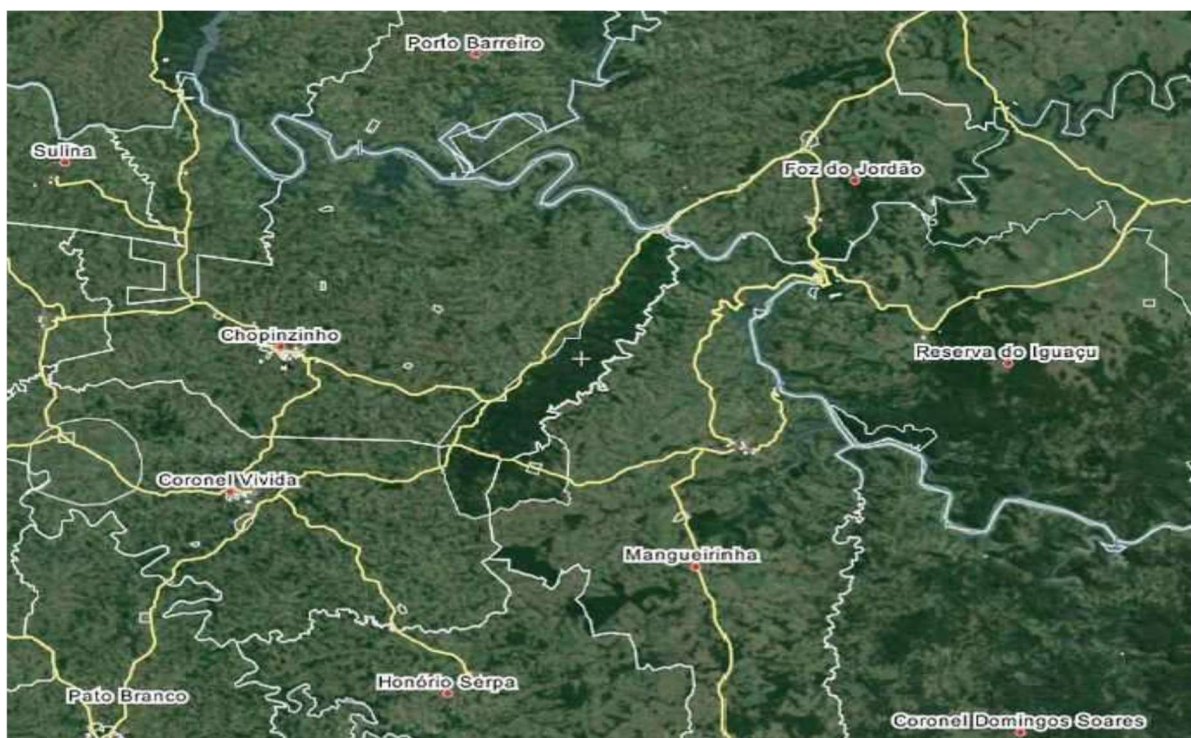 Porto Barreiro
Sulina
Foz do Jordão
Chopinzinho
Reserva do Iguaçu
Coronel Vivida
Mangueirinha
Honório Serpa
Pato Branco
Coronel Domingos Soares